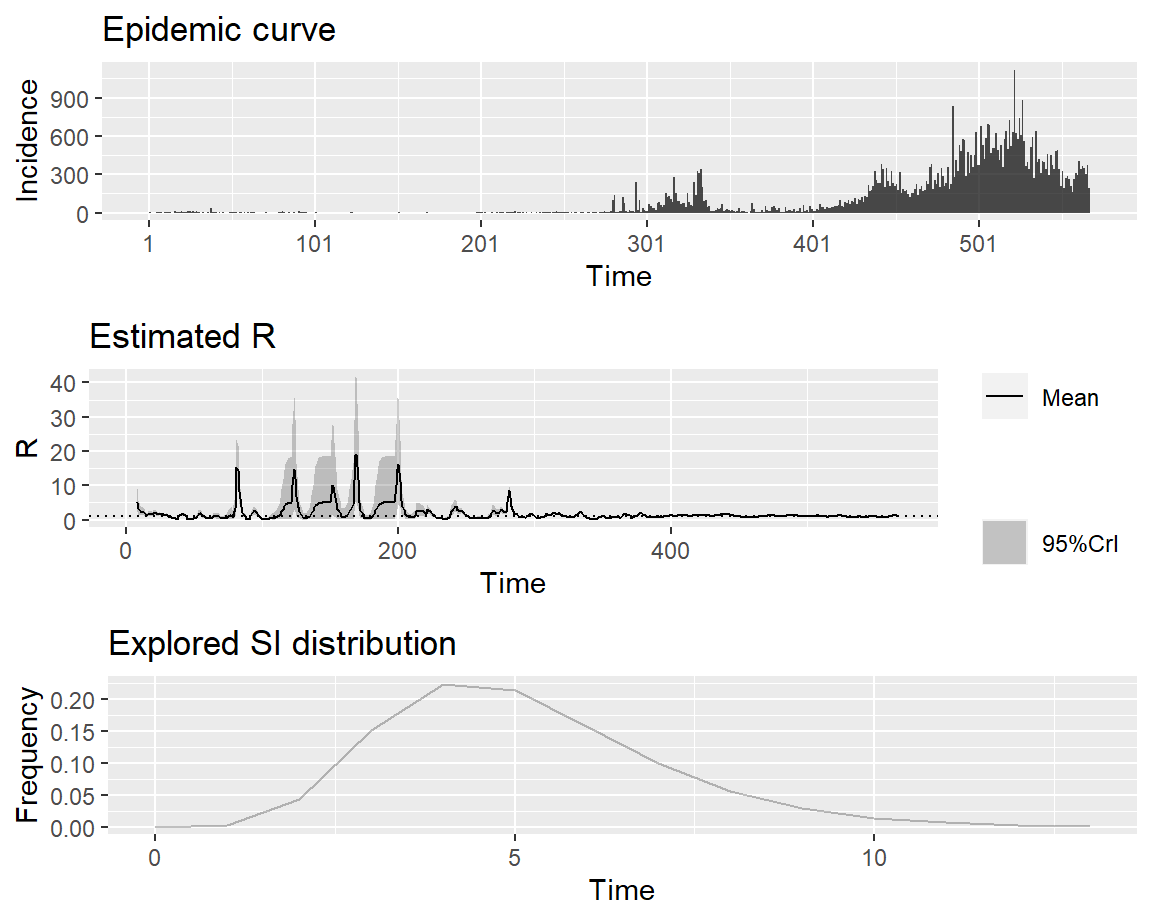 Epidemic curve
Incidence
900
600
300
0
1 101 201 301 401 501
Time
Estimated R
R
40
30
20
10
0
0 200 400
Time
Mean
95%CrI
Explored SI distribution
Frequency
0.20
0.15
0.10
0.05
0.00
0 5 10
Time